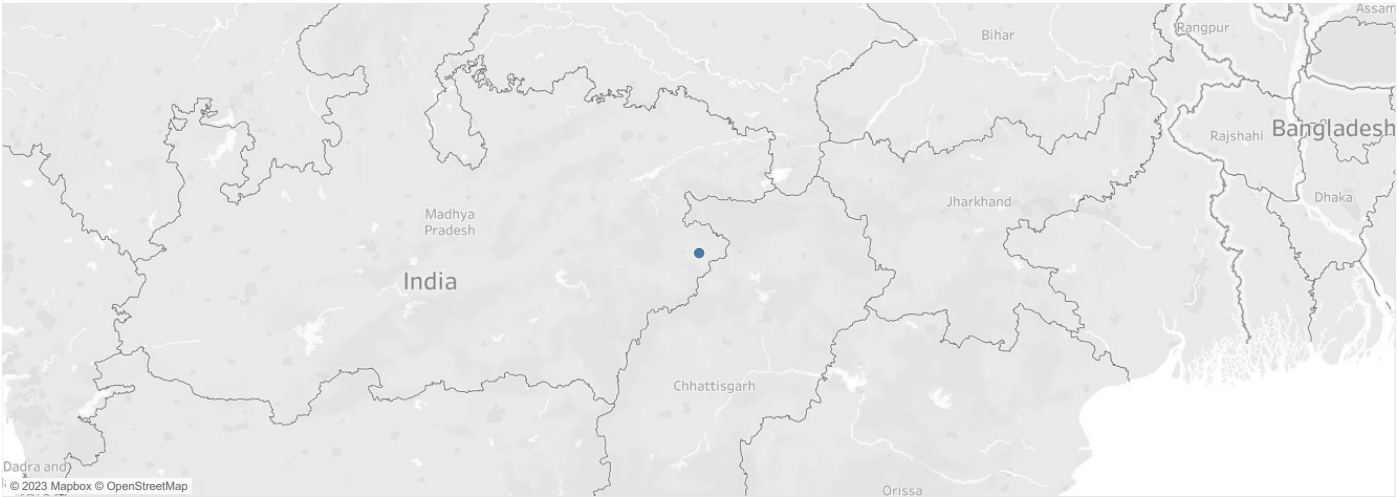 Assam
Bihar
Rangpur
Rajshahi
Bangladesh
Jharkhand
Dhaka
Madhya
Pradesh
India
Chhattisgarh
Dadra and
Orissa
© 2023 Mapbox © OpenStreetMap